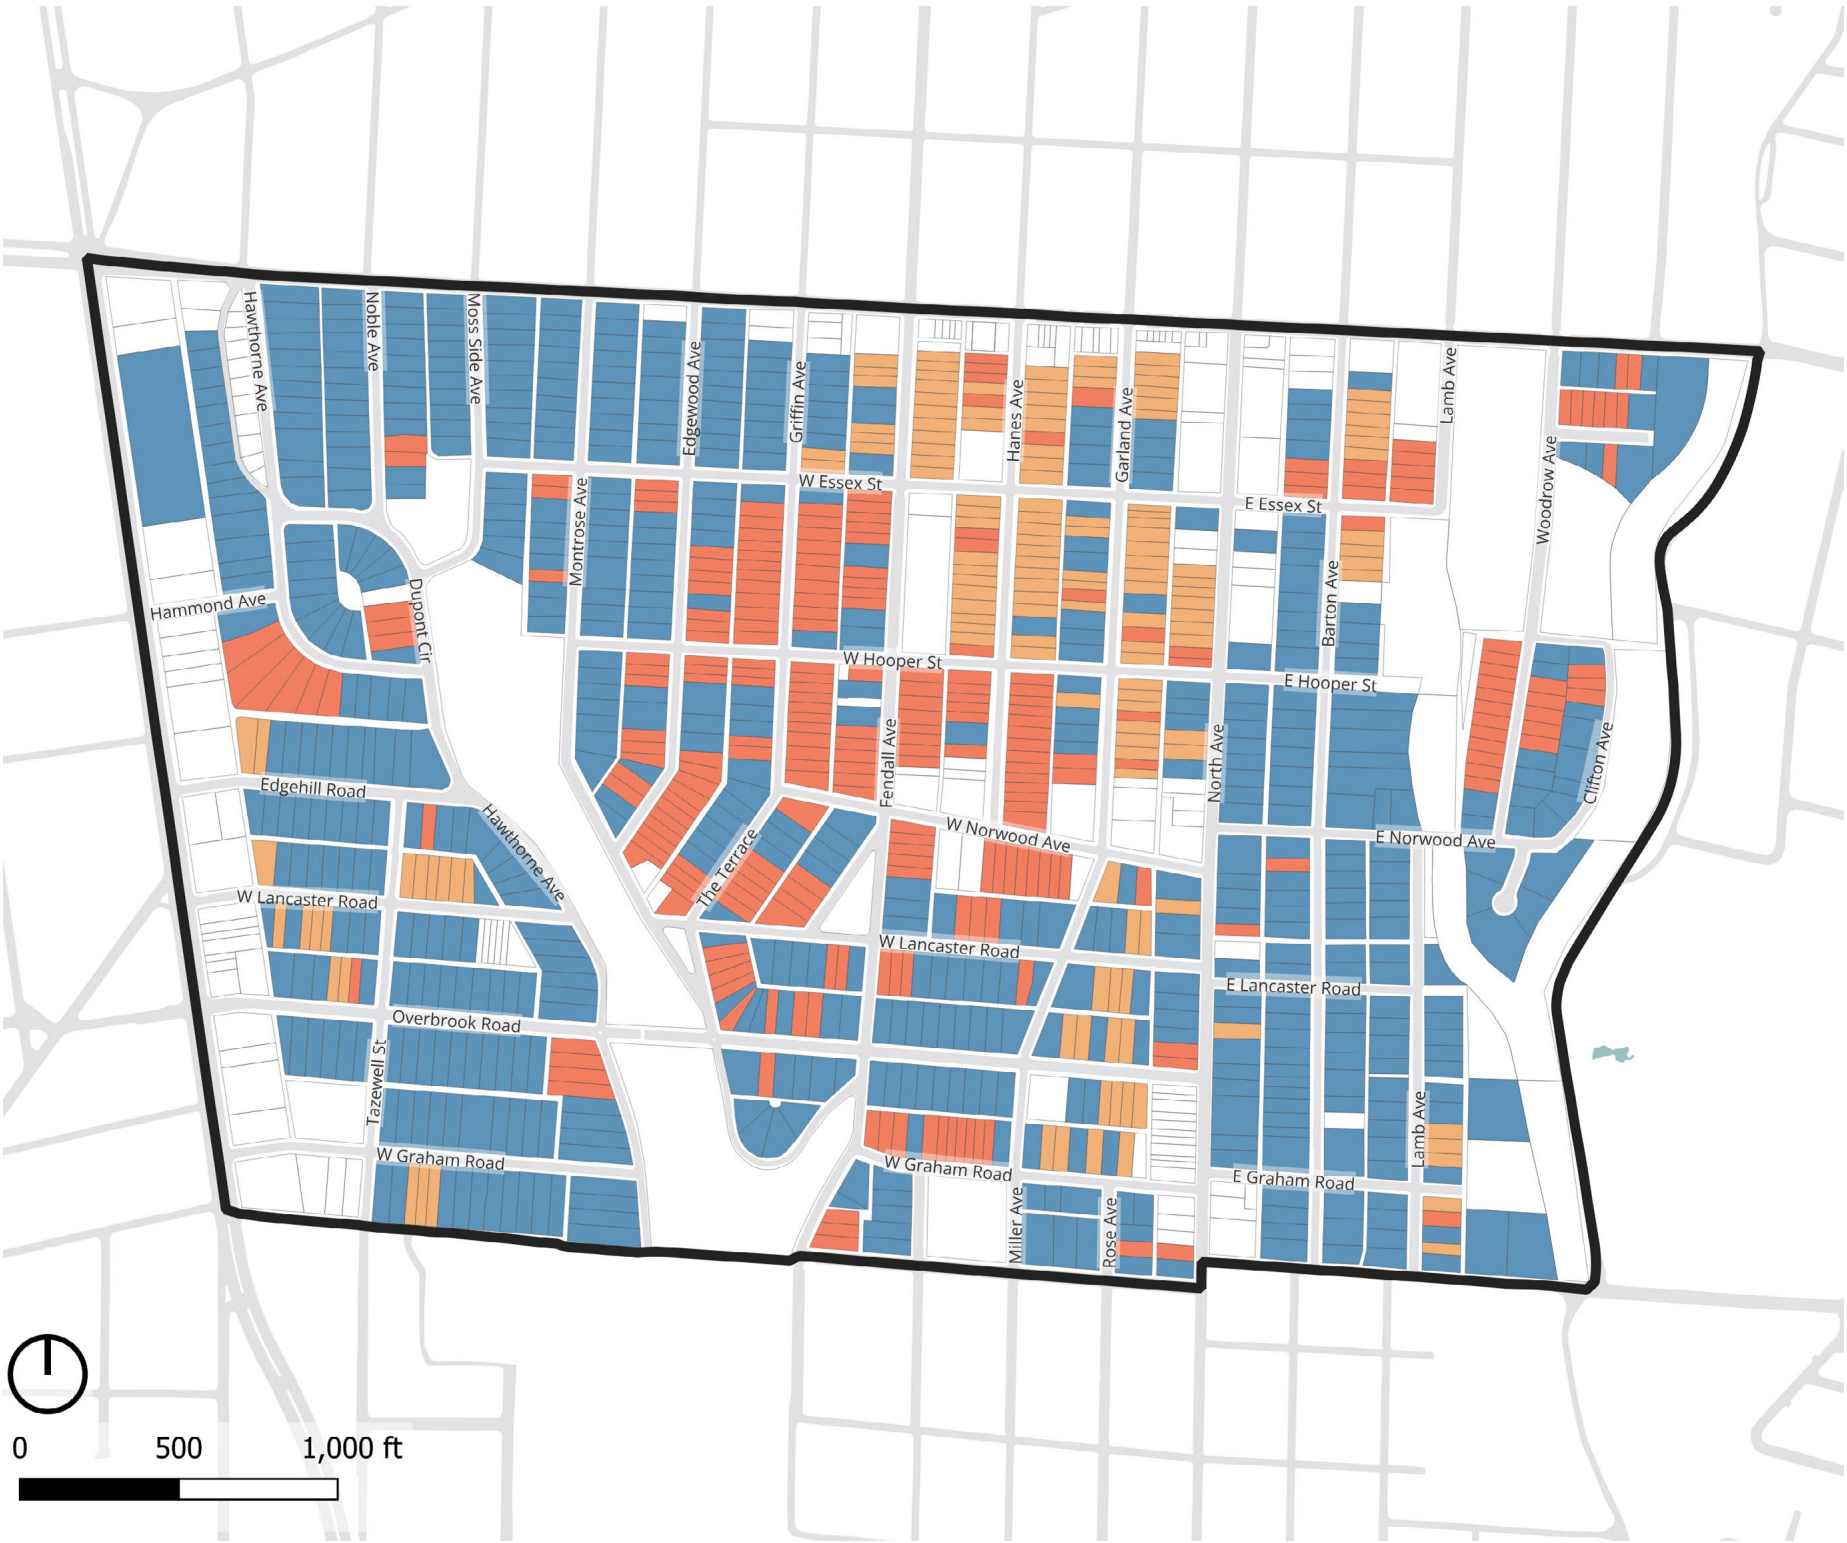 Hawthorne Ave
Noble Ave
Moss Side Ave
Edgewood Ave
Griffin Ave
Hanes Ave
Garland Ave
Lamb Ave
Woodrow Ave
W Essex St
E Essex St
Montrose Ave
Barton Ave
Hammond Ave
Dupont Cir
W Hooper St
E Hooper St
Fendall Ave
North Ave
Clifton Ave
Edgehill Road
Hawthorne Ave
The Terrace
W Norwood Ave
E Norwood Ave
W Lancaster Road
W Lancaster Road
E Lancaster Road
Overbrook Road
Tazewell St
Lamb Ave
W Graham Road
W Graham Road
E Graham Road
Miller Ave
Rose Ave
0 500 1,000 ft